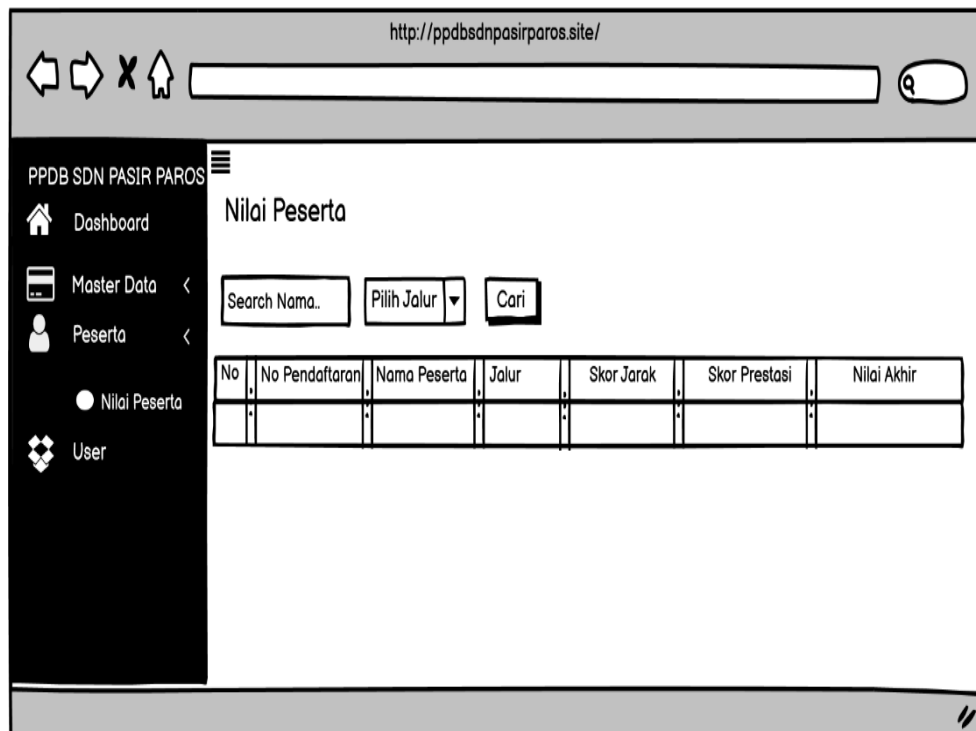 http://ppdbsdnpasirparos.site/
PPDB SDN PASIR PAROS
Dashboard
Master Data
Peserta
Nilai Peserta
User
Nilai Peserta
Search Nama..
Pilih Jalur
Cari
No No Pendaftaran Nama Peserta Jalur Skor Jarak Skor Prestasi Nilai Akhir